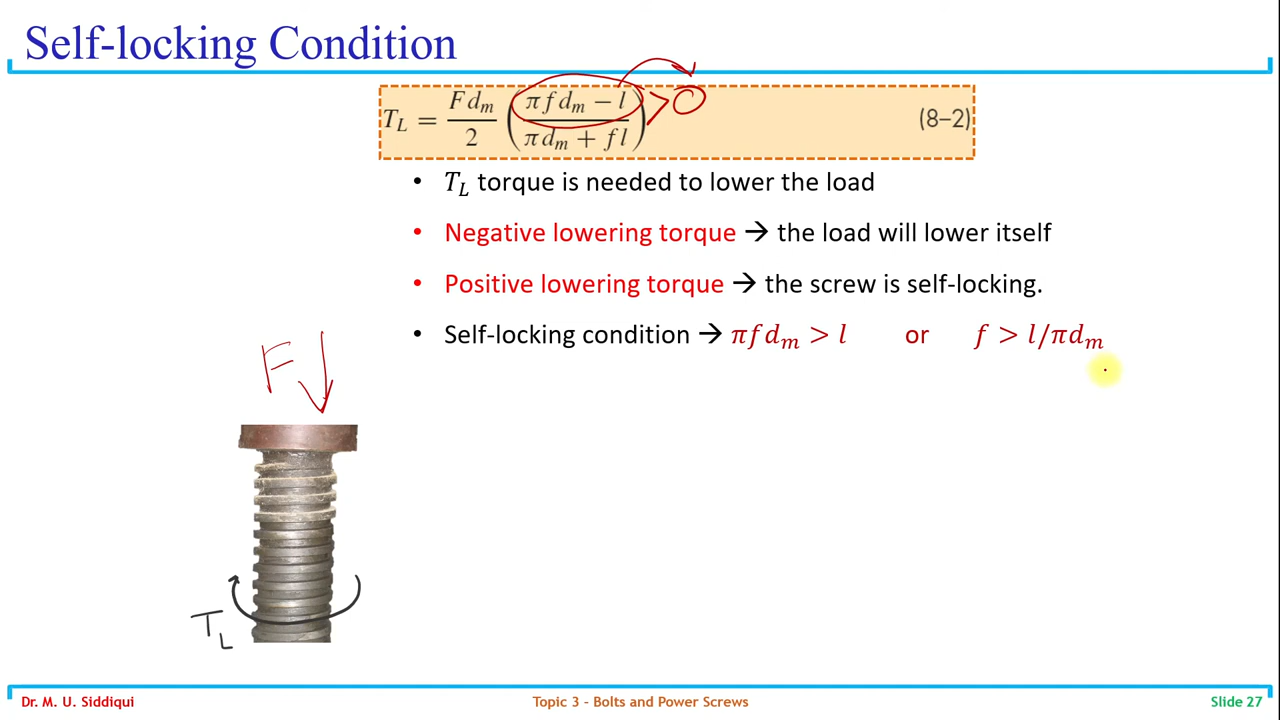 Self-locking Condition
T_L = F d_m / 2 ( (π f d_m − l) / (π d_m + f l) ) > 0 (8–2)
• T_L torque is needed to lower the load
• Negative lowering torque → the load will lower itself
• Positive lowering torque → the screw is self-locking.
• Self-locking condition → πfd_m > l or f > l/πd_m
F
T_L
Dr. M. U. Siddiqui Topic 3 - Bolts and Power Screws Slide 27